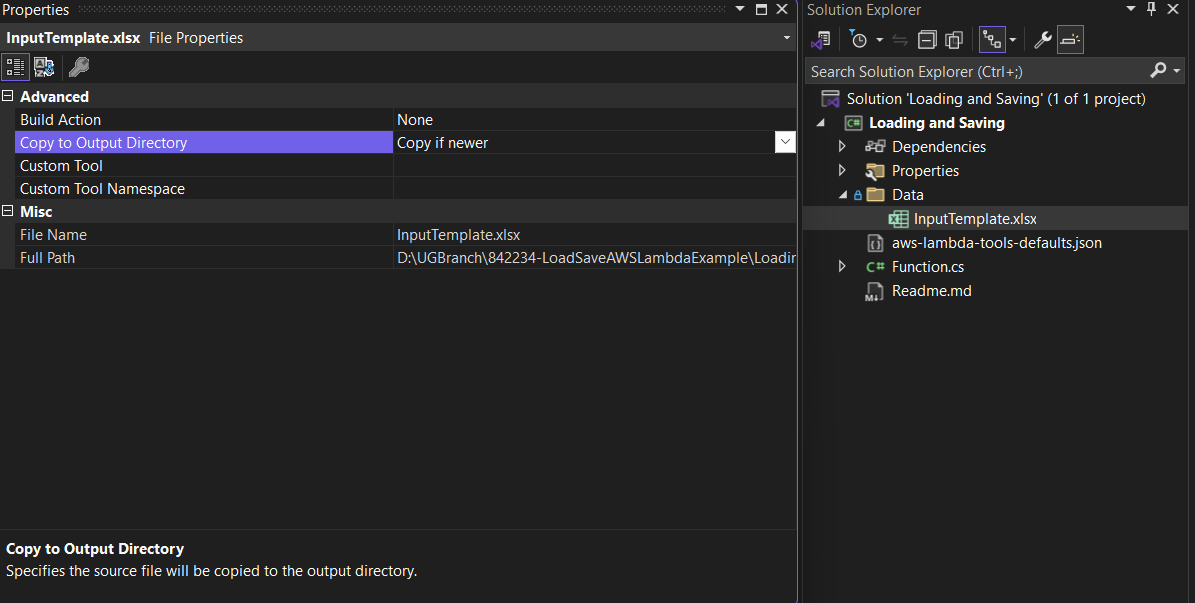 Properties
InputTemplate.xlsx File Properties
Advanced
Build Action None
Copy to Output Directory Copy if newer
Custom Tool
Custom Tool Namespace
Misc
File Name InputTemplate.xlsx
Full Path D:\UGBranch\842234-LoadSaveAWSLambdaExample\Loadin
Copy to Output Directory
Specifies the source file will be copied to the output directory.
Solution Explorer
Search Solution Explorer (Ctrl+;)
Solution 'Loading and Saving' (1 of 1 project)
C# Loading and Saving
Dependencies
Properties
Data
InputTemplate.xlsx
aws-lambda-tools-defaults.json
C# Function.cs
Readme.md